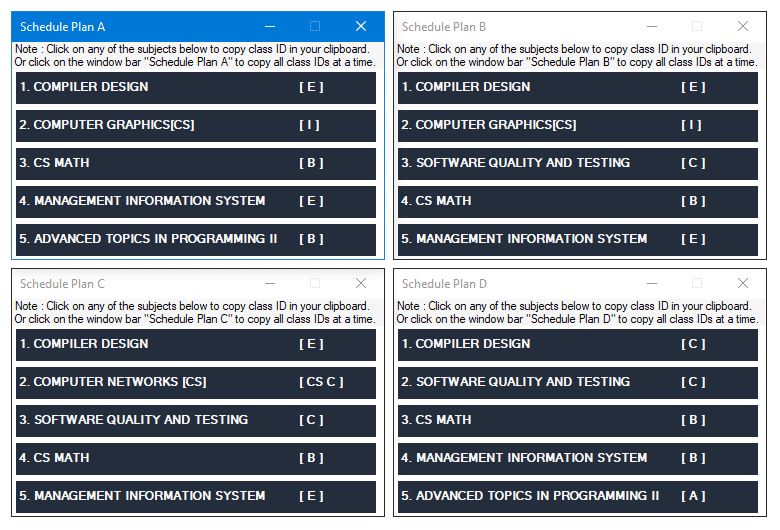 Schedule Plan A
Note : Click on any of the subjects below to copy class ID in your clipboard.
Or click on the window bar "Schedule Plan A" to copy all class IDs at a time.
1. COMPILER DESIGN [ E ]
2. COMPUTER GRAPHICS[CS] [ I ]
3. CS MATH [ B ]
4. MANAGEMENT INFORMATION SYSTEM [ E ]
5. ADVANCED TOPICS IN PROGRAMMING II [ B ]
Schedule Plan B
Note : Click on any of the subjects below to copy class ID in your clipboard.
Or click on the window bar "Schedule Plan B" to copy all class IDs at a time.
1. COMPILER DESIGN [ E ]
2. COMPUTER GRAPHICS[CS] [ I ]
3. SOFTWARE QUALITY AND TESTING [ C ]
4. CS MATH [ B ]
5. MANAGEMENT INFORMATION SYSTEM [ E ]
Schedule Plan C
Note : Click on any of the subjects below to copy class ID in your clipboard.
Or click on the window bar "Schedule Plan C" to copy all class IDs at a time.
1. COMPILER DESIGN [ E ]
2. COMPUTER NETWORKS [CS] [ CS C ]
3. SOFTWARE QUALITY AND TESTING [ C ]
4. CS MATH [ B ]
5. MANAGEMENT INFORMATION SYSTEM [ E ]
Schedule Plan D
Note : Click on any of the subjects below to copy class ID in your clipboard.
Or click on the window bar "Schedule Plan D" to copy all class IDs at a time.
1. COMPILER DESIGN [ C ]
2. SOFTWARE QUALITY AND TESTING [ C ]
3. CS MATH [ B ]
4. MANAGEMENT INFORMATION SYSTEM [ B ]
5. ADVANCED TOPICS IN PROGRAMMING II [ A ]